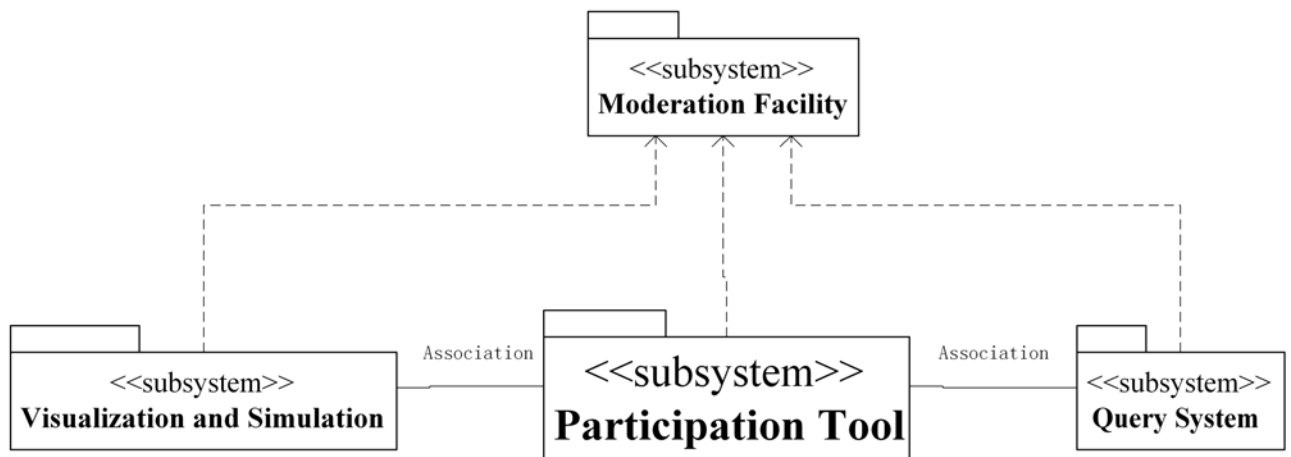 <<subsystem>>
Moderation Facility
Association
Association
<<subsystem>>
Visualization and Simulation
<<subsystem>>
Participation Tool
<<subsystem>>
Query System